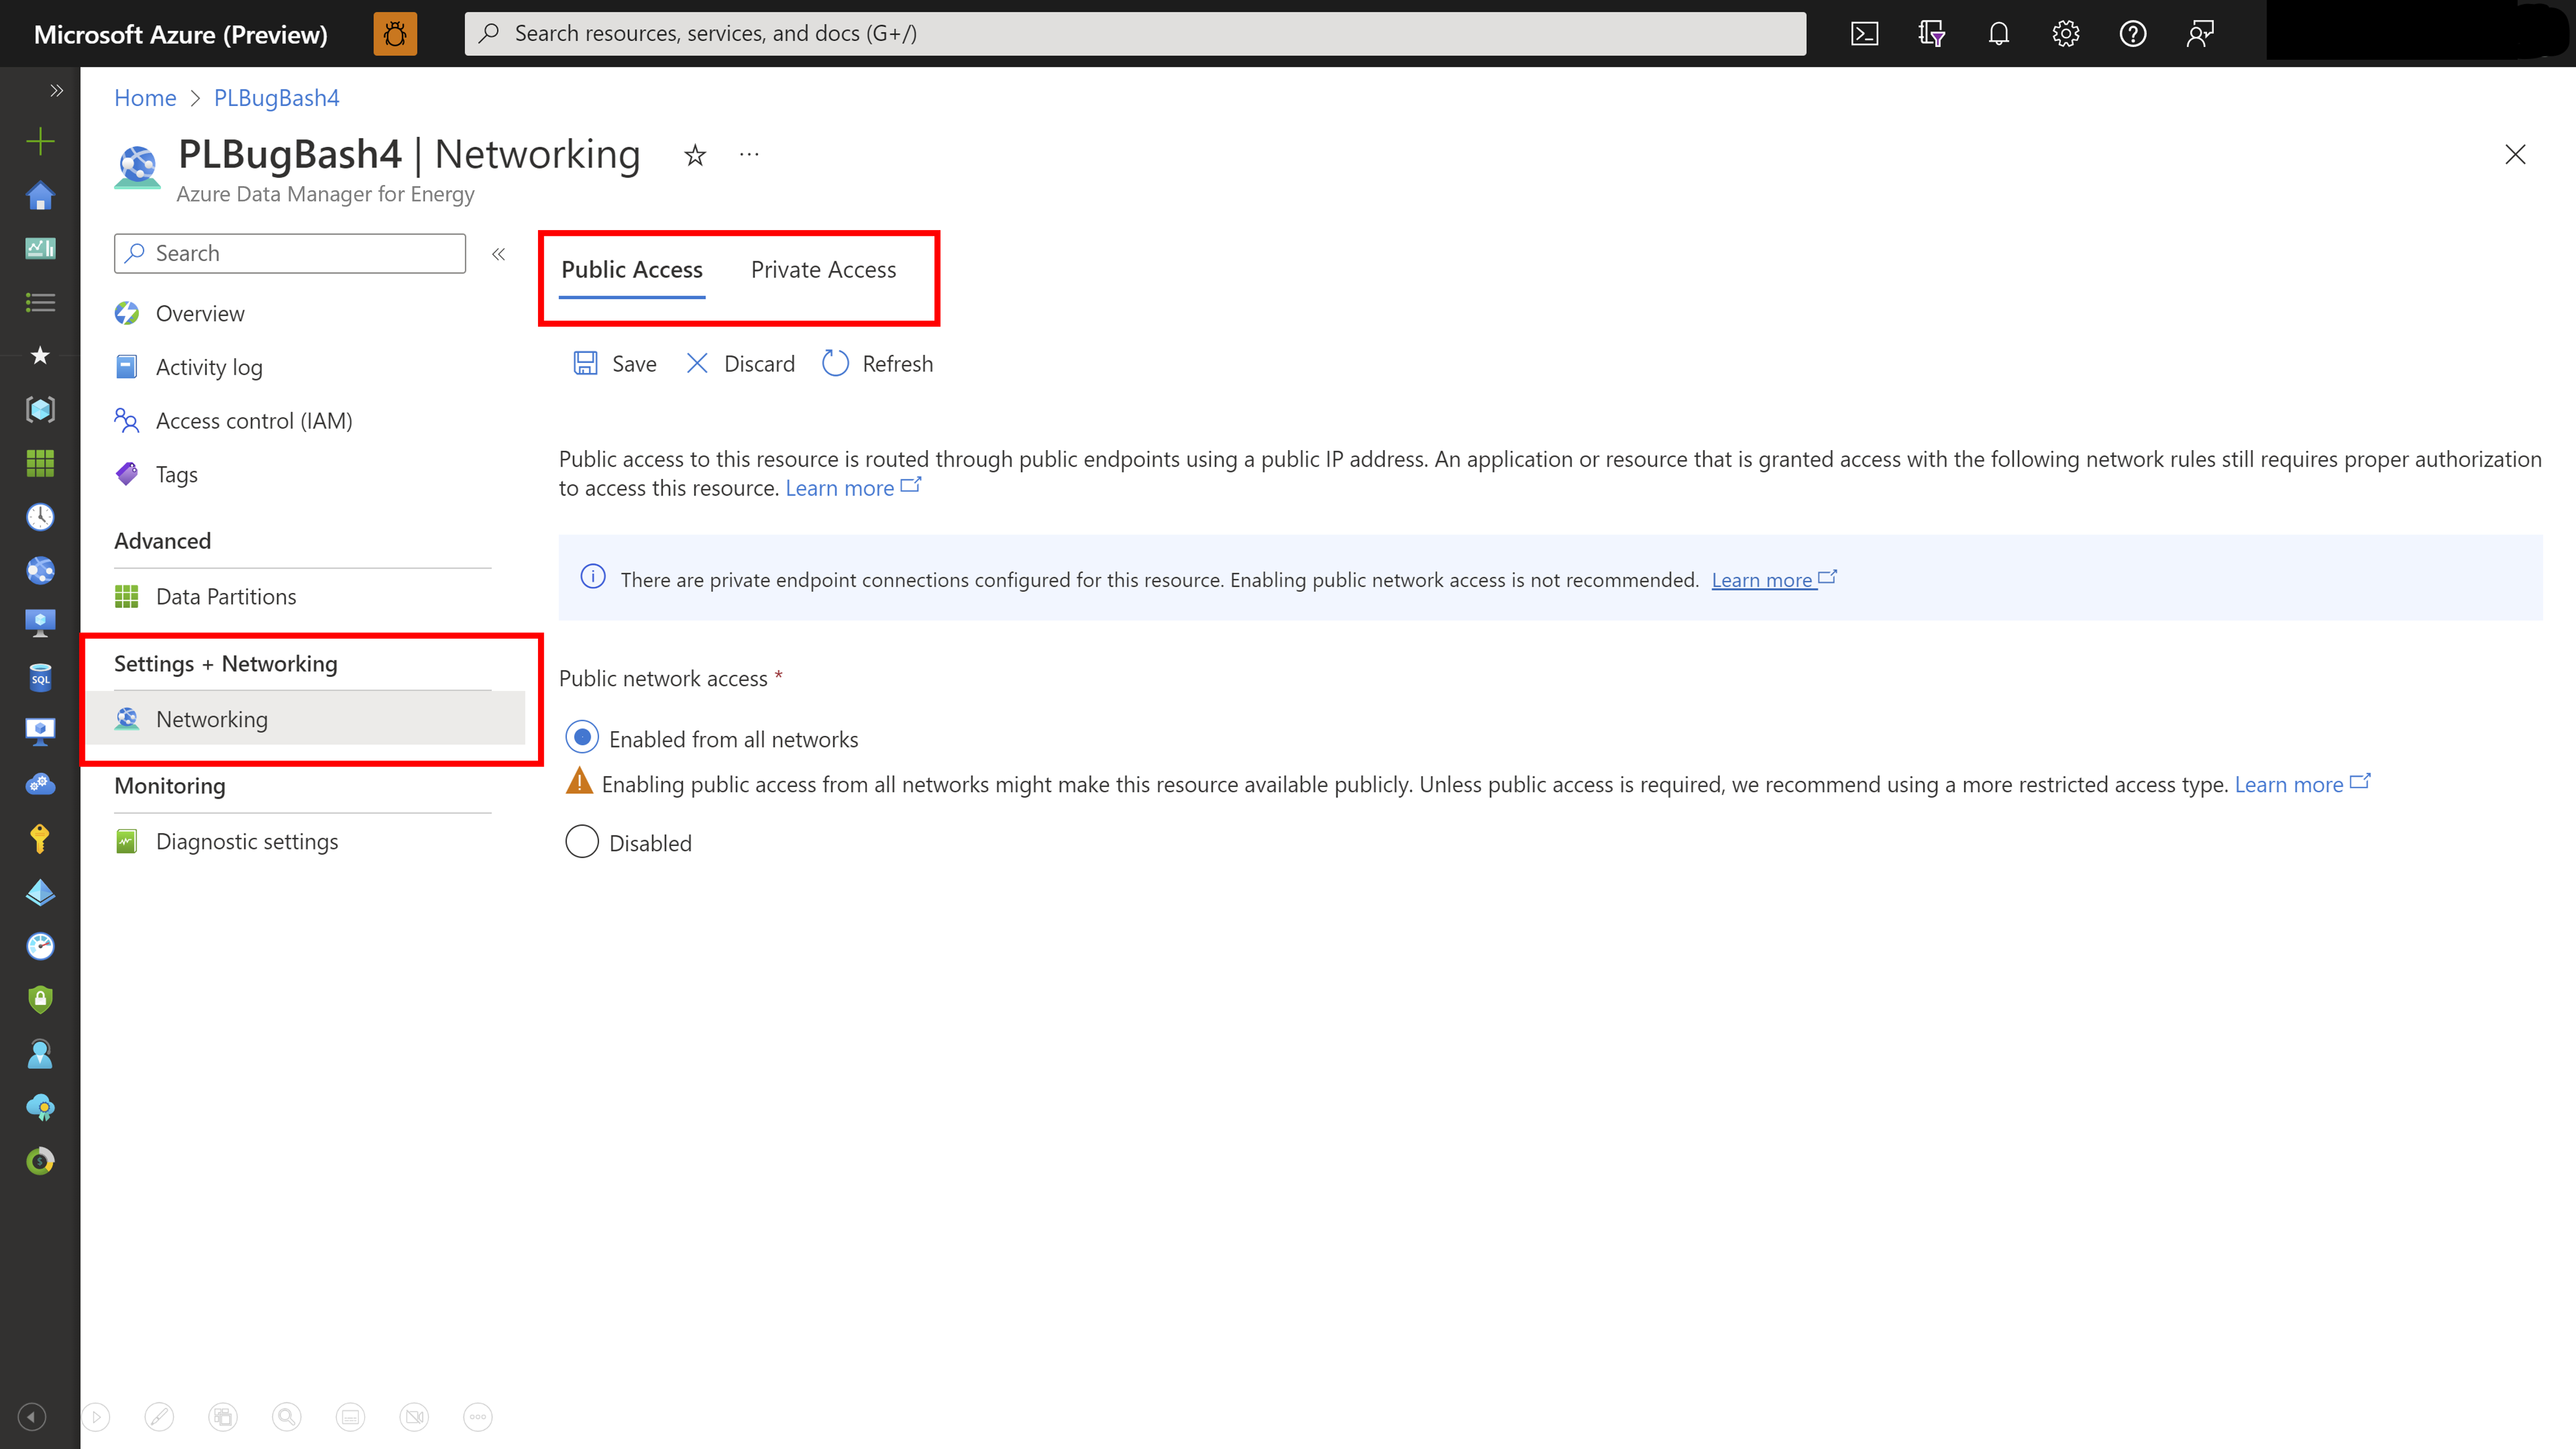 Microsoft Azure (Preview)
Search resources, services, and docs (G+/)
Home > PLBugBash4
PLBugBash4 | Networking
Azure Data Manager for Energy
Search
Overview
Activity log
Access control (IAM)
Tags
Advanced
Data Partitions
Settings + Networking
Networking
Monitoring
Diagnostic settings
Public Access Private Access
Save Discard Refresh
Public access to this resource is routed through public endpoints using a public IP address. An application or resource that is granted access with the following network rules still requires proper authorization
to access this resource. Learn more
There are private endpoint connections configured for this resource. Enabling public network access is not recommended. Learn more
Public network access *
Enabled from all networks
Enabling public access from all networks might make this resource available publicly. Unless public access is required, we recommend using a more restricted access type. Learn more
Disabled
SQL